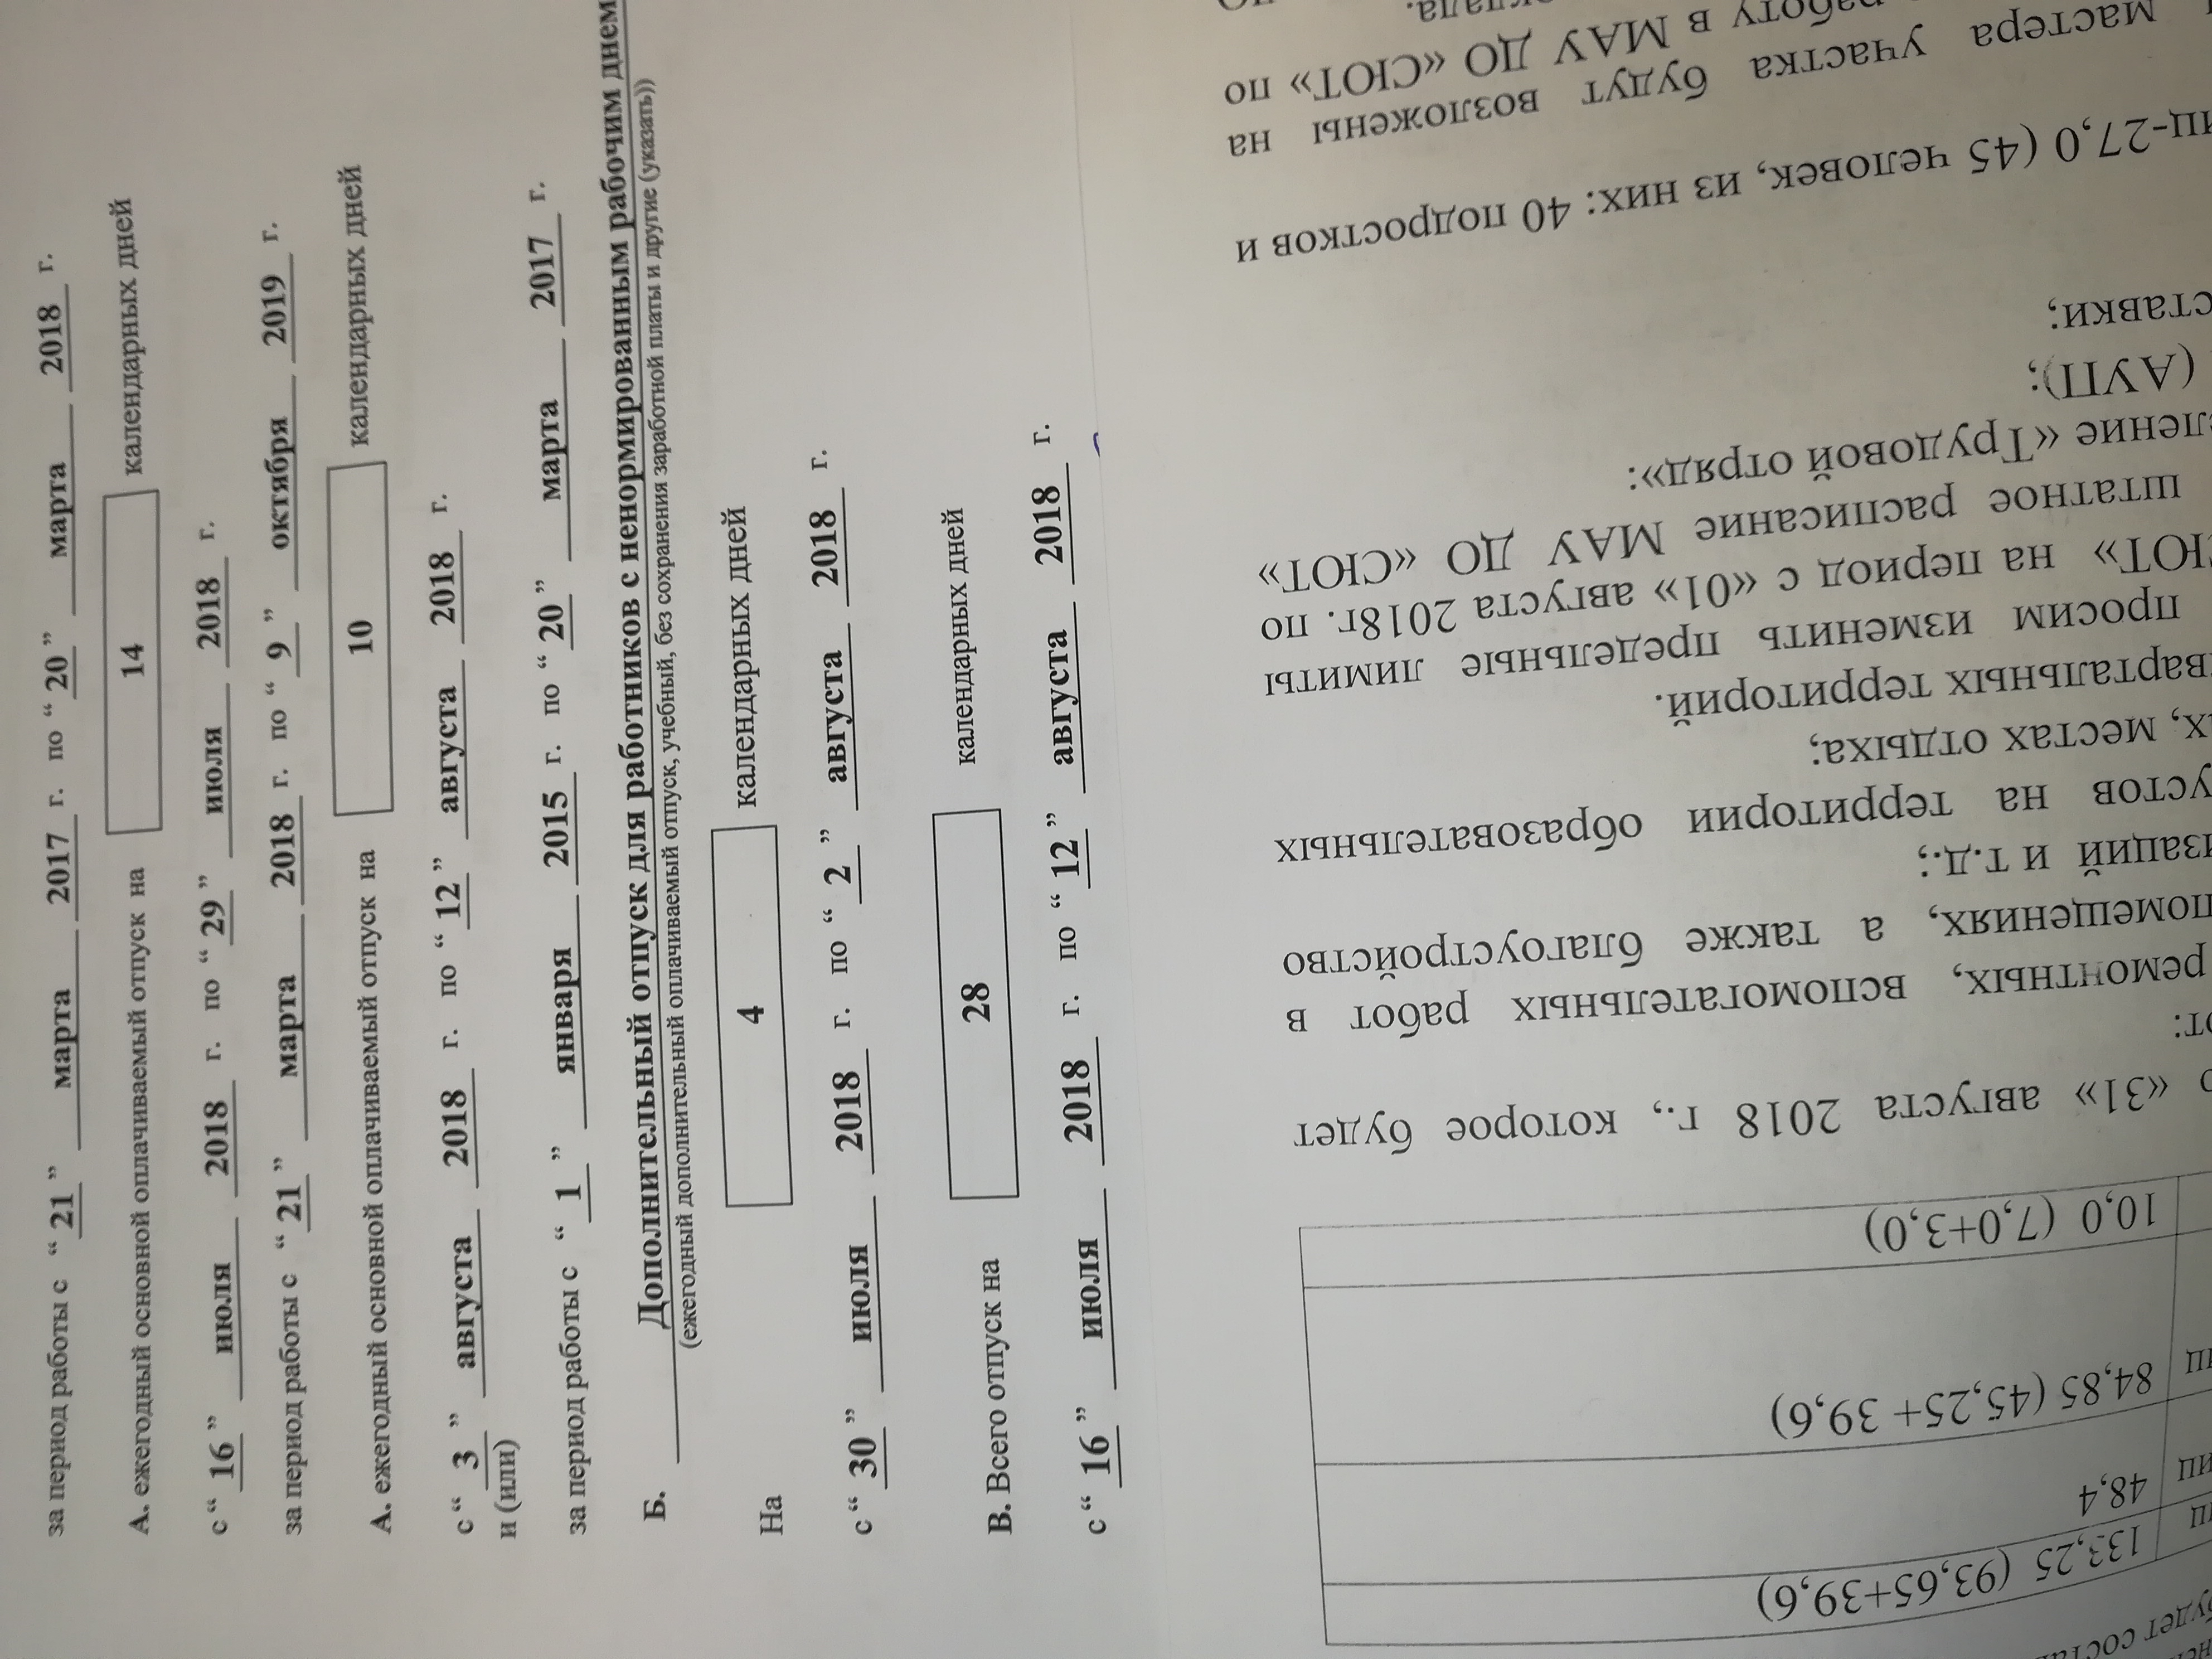 за период работы с “ 21 ” марта 2017 г. по “ 20 ” марта 2018 г.
А. ежегодный основной оплачиваемый отпуск на 14 календарных дней
с “ 16 ” июля 2018 г. по “ 29 ” июля 2018 г.
за период работы с “ 21 ” марта 2018 г. по “ 9 ” октября 2019 г.
А. ежегодный основной оплачиваемый отпуск на 10 календарных дней
с “ 3 ” августа 2018 г. по “ 12 ” августа 2018 г.
и (или)
за период работы с “ 1 ” января 2015 г. по “ 20 ” марта 2017 г.
Б. Дополнительный отпуск для работников с ненормированным рабочим днем
(ежегодный дополнительный оплачиваемый отпуск, учебный, без сохранения заработной платы и другие (указать))
На 4 календарных дней
с “ 30 ” июля 2018 г. по “ 2 ” августа 2018 г.
В. Всего отпуск на 28 календарных дней
с “ 16 ” июля 2018 г. по “ 12 ” августа 2018 г.
133,25 (93,65+39,6)
48,4
84,85 (45,25+ 39,6)
10,0 (7,0+3,0)
«31» августа 2018 г., которое будет
ремонтных, вспомогательных работ в
помещениях, а также благоустройство
и т.д.;
на территории образовательных
местах отдыха;
территорий.
просим изменить предельные лимиты
на период с «01» августа 2018г. по
штатное расписание МАУ ДО «СЮТ»
«Трудовой отряд»:
(АУП);
ставки;
27,0 (45 человек, из них: 40 подростков и
мастера участка будут возложены на
работу в МАУ ДО «СЮТ» по